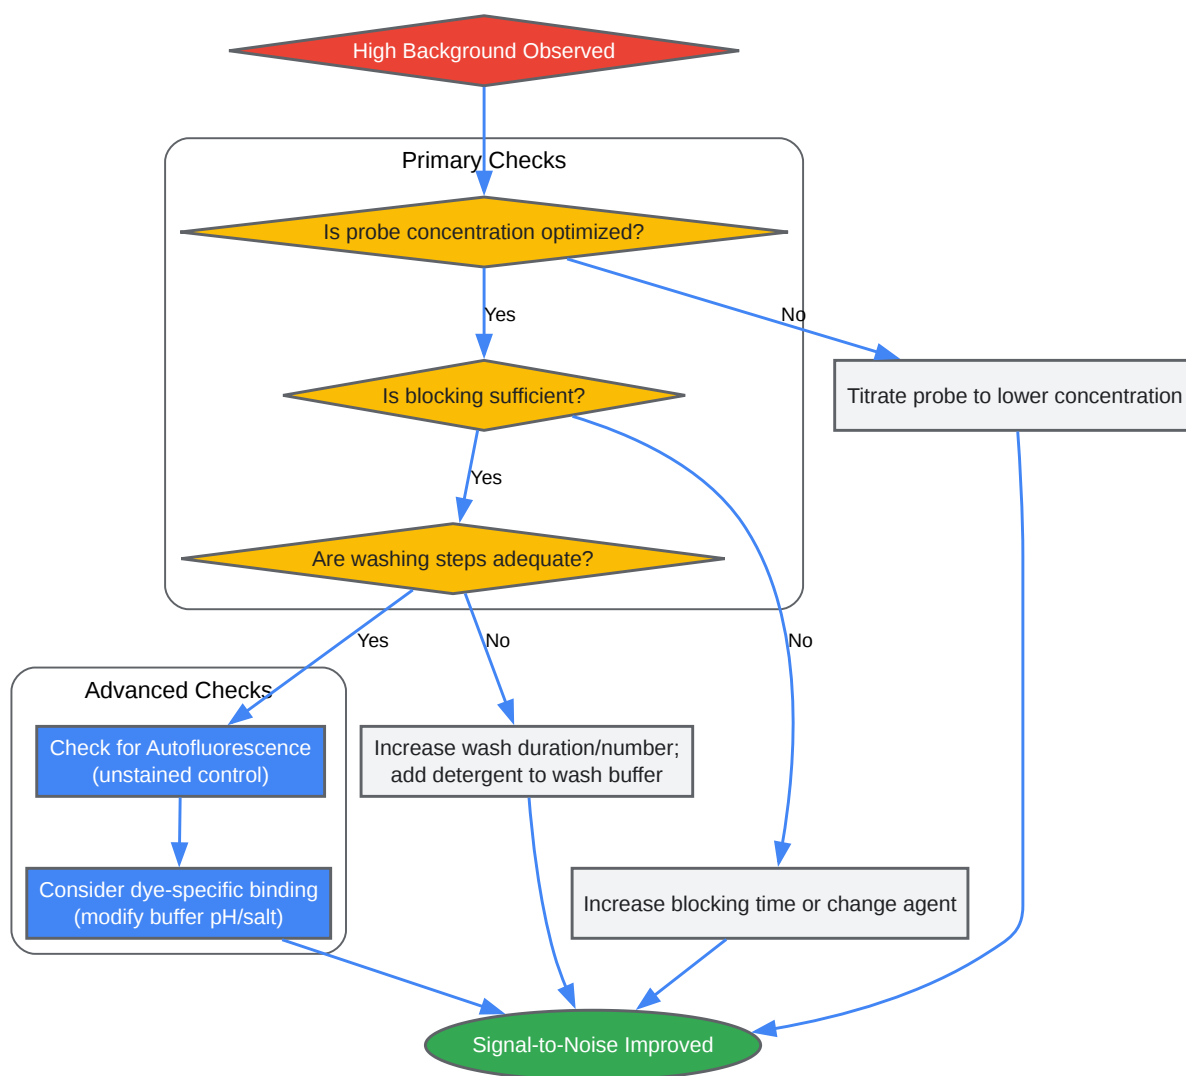 High Background Observed
Primary Checks
Is probe concentration optimized?
Yes
No
Is blocking sufficient?
Titrate probe to lower concentration
Yes
Are washing steps adequate?
Yes
No
No
Advanced Checks
Check for Autofluorescence
(unstained control)
Increase wash duration/number;
add detergent to wash buffer
Consider dye-specific binding
(modify buffer pH/salt)
Increase blocking time or change agent
Signal-to-Noise Improved